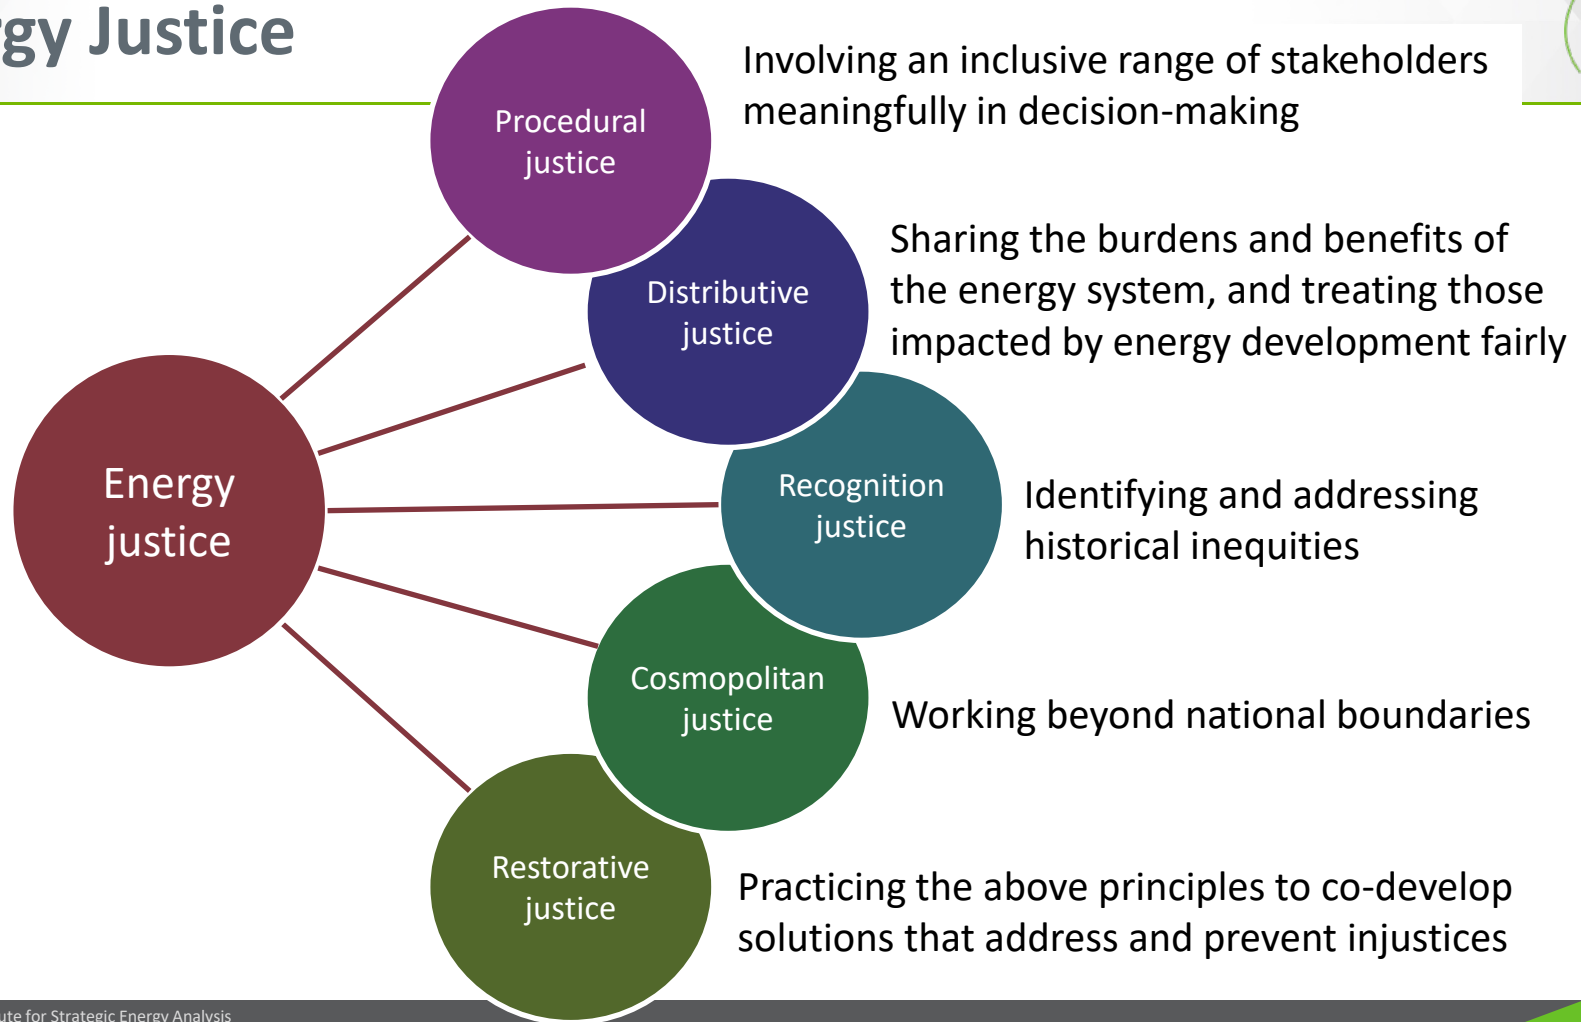 gy Justice
Procedural
justice
Involving an inclusive range of stakeholders
meaningfully in decision-making
Distributive
justice
Sharing the burdens and benefits of
the energy system, and treating those
impacted by energy development fairly
Energy
justice
Recognition
justice
Identifying and addressing
historical inequities
Cosmopolitan
justice
Working beyond national boundaries
Restorative
justice
Practicing the above principles to co-develop
solutions that address and prevent injustices
ute for Strategic Energy Analysis